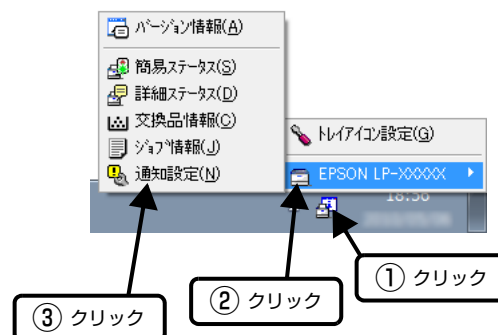 バージョン情報(A)
簡易ステータス(S)
詳細ステータス(D)
交換品情報(C)
ジョブ情報(J)
通知設定(N)
トレイアイコン設定(G)
EPSON LP-XXXXX
18:56
① クリック
② クリック
③ クリック